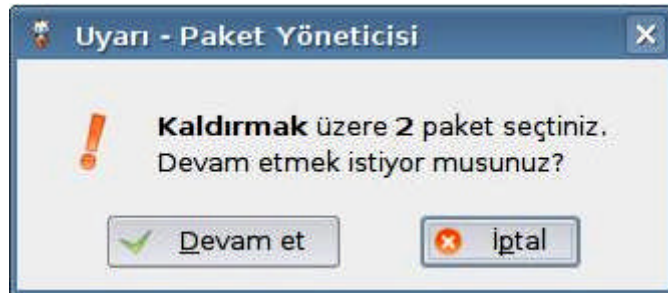 Uyarı - Paket Yöneticisi
Kaldırmak üzere 2 paket seçtiniz.
Devam etmek istiyor musunuz?
Devam et
İptal